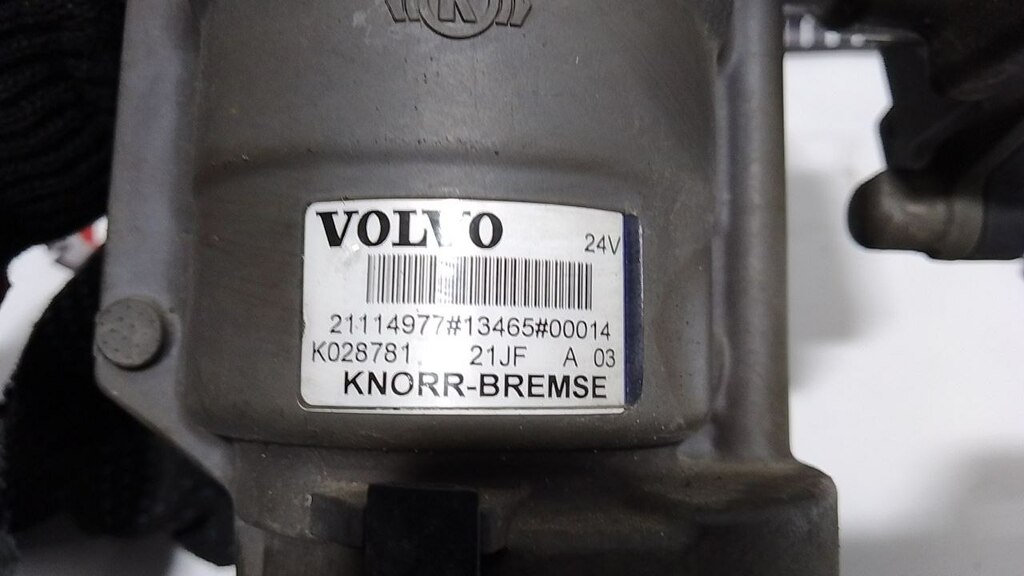 K
VOLVO
24V
21114977#13465#00014
K028781 21JF A 03
KNORR-BREMSE